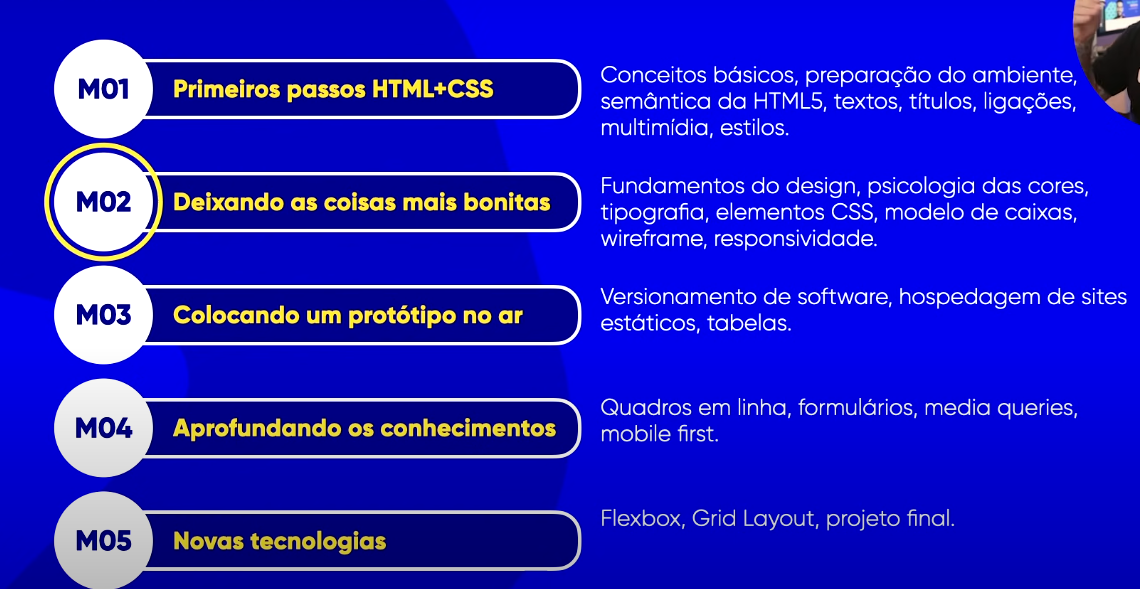 M01
Primeiros passos HTML+CSS
Conceitos básicos, preparação do ambiente,
semântica da HTML5, textos, títulos, ligações,
multimídia, estilos.
M02
Deixando as coisas mais bonitas
Fundamentos do design, psicologia das cores,
tipografia, elementos CSS, modelo de caixas,
wireframe, responsividade.
M03
Colocando um protótipo no ar
Versionamento de software, hospedagem de sites
estáticos, tabelas.
M04
Aprofundando os conhecimentos
Quadros em linha, formulários, media queries,
mobile first.
M05
Novas tecnologias
Flexbox, Grid Layout, projeto final.